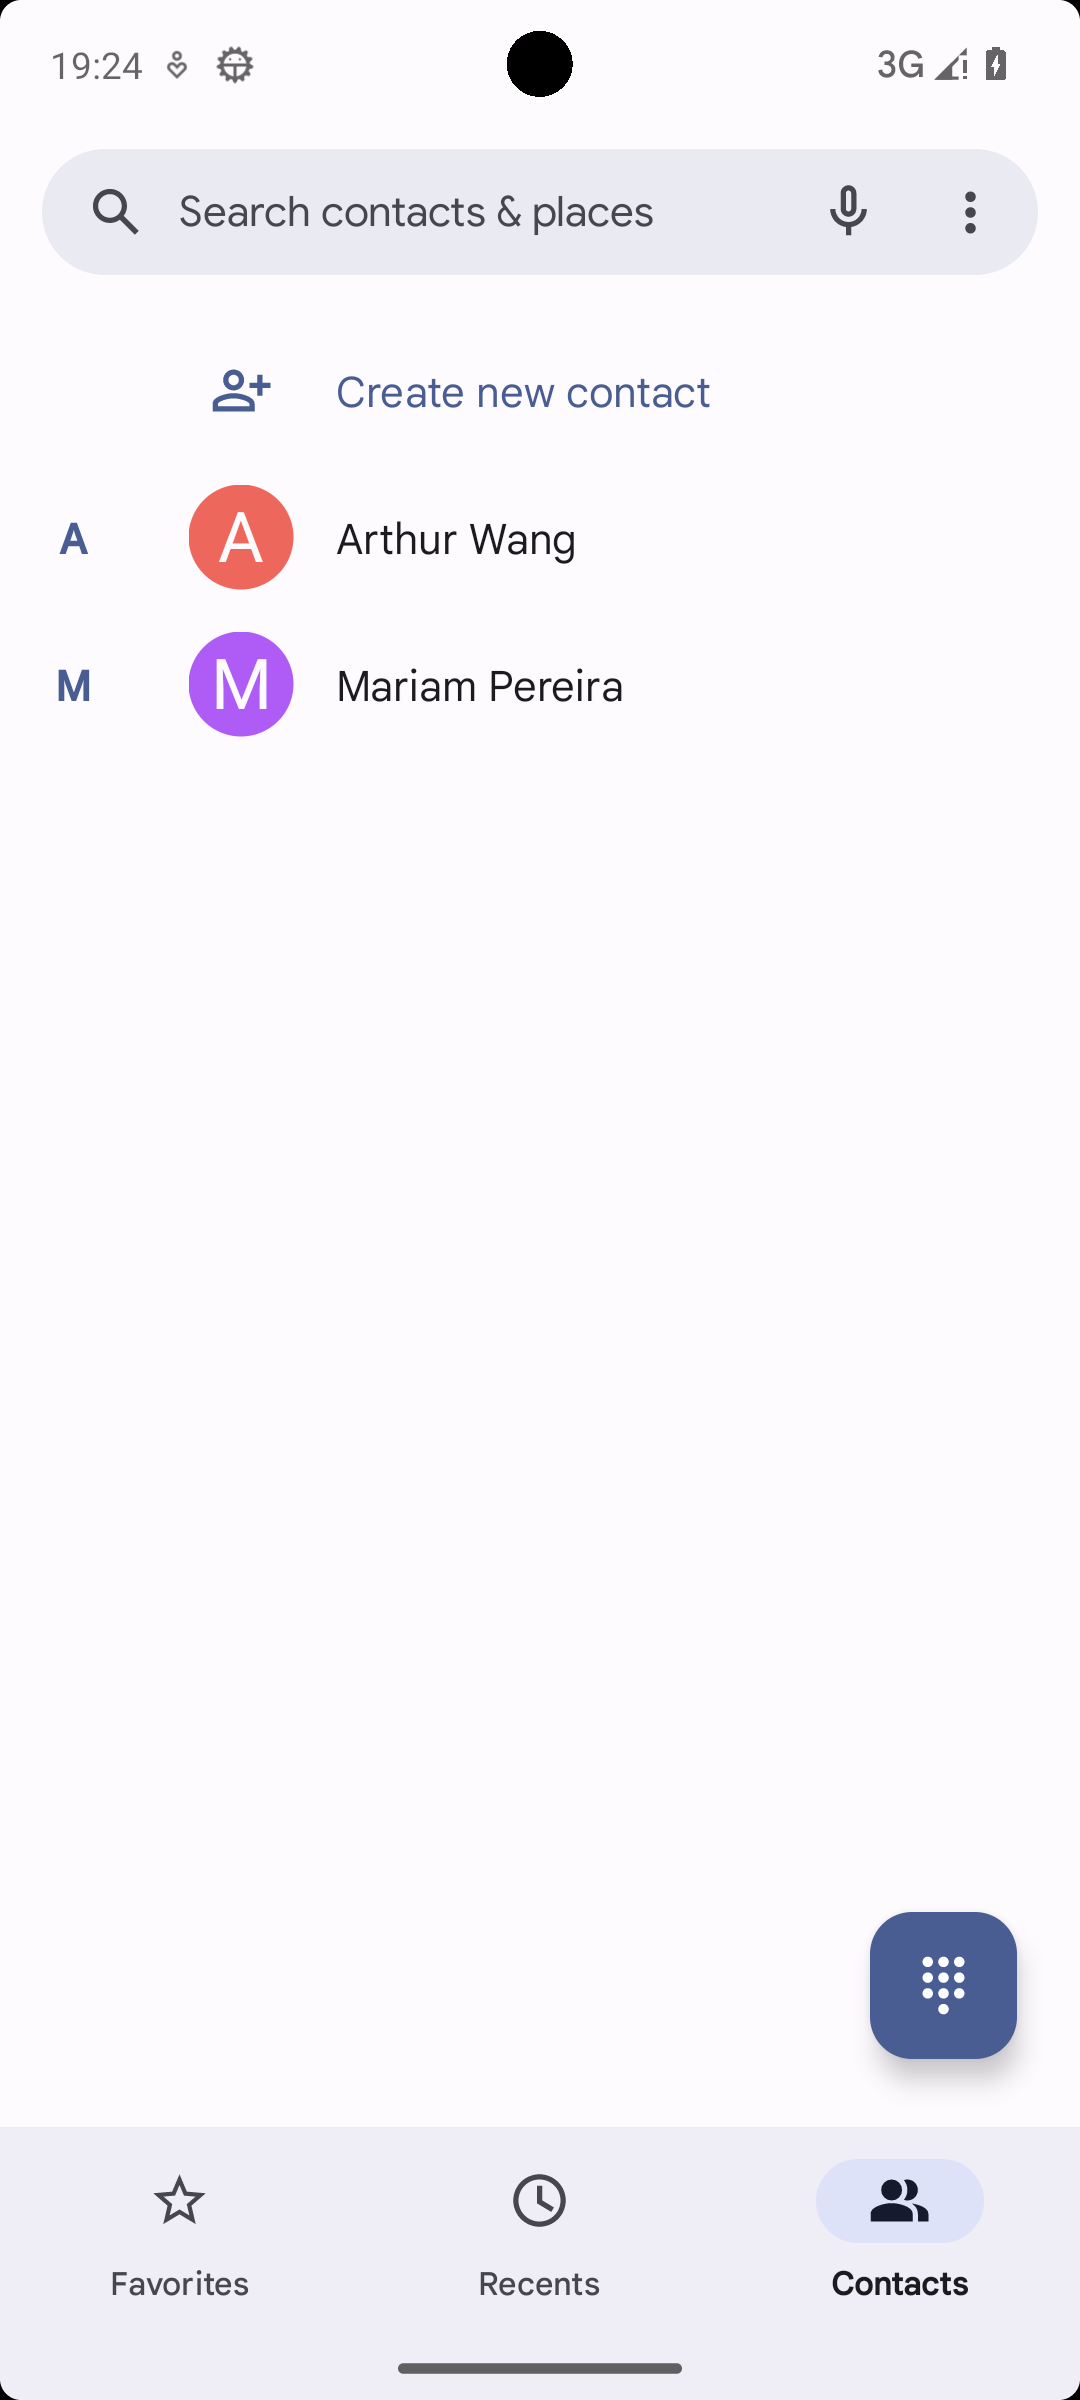 19:24
3G
Search contacts & places
Create new contact
A
A
Arthur Wang
M
M
Mariam Pereira
Favorites
Recents
Contacts